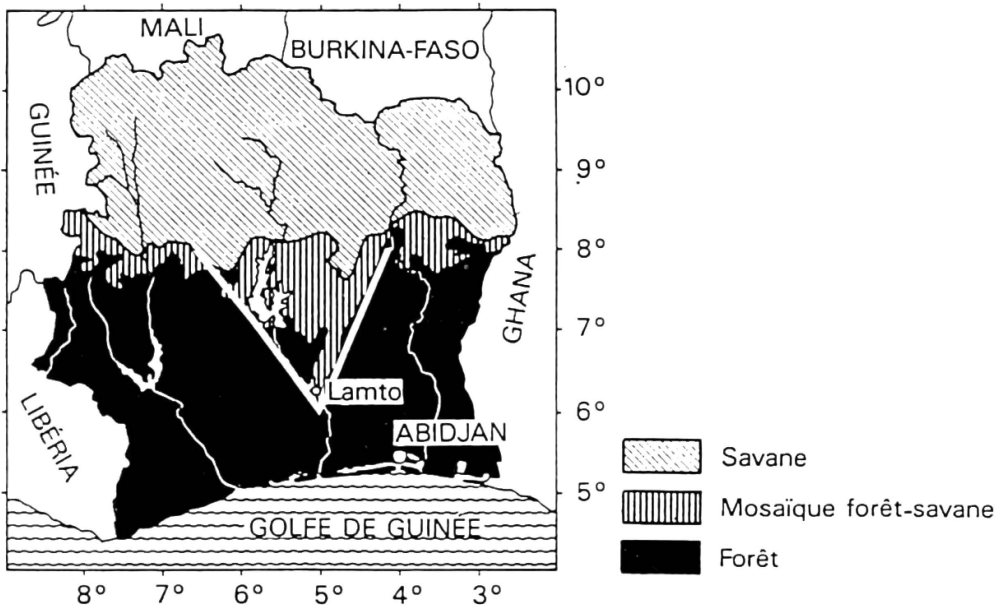 MALI
BURKINA-FASO
GUINÉE
10°
9°
8°
7°
6°
5°
GHANA
Lamto
LIBÉRIA
ABIDJAN
GOLFE DE GUINÉE
8° 7° 6° 5° 4° 3°
Savane
Mosaïque forêt-savane
Forêt